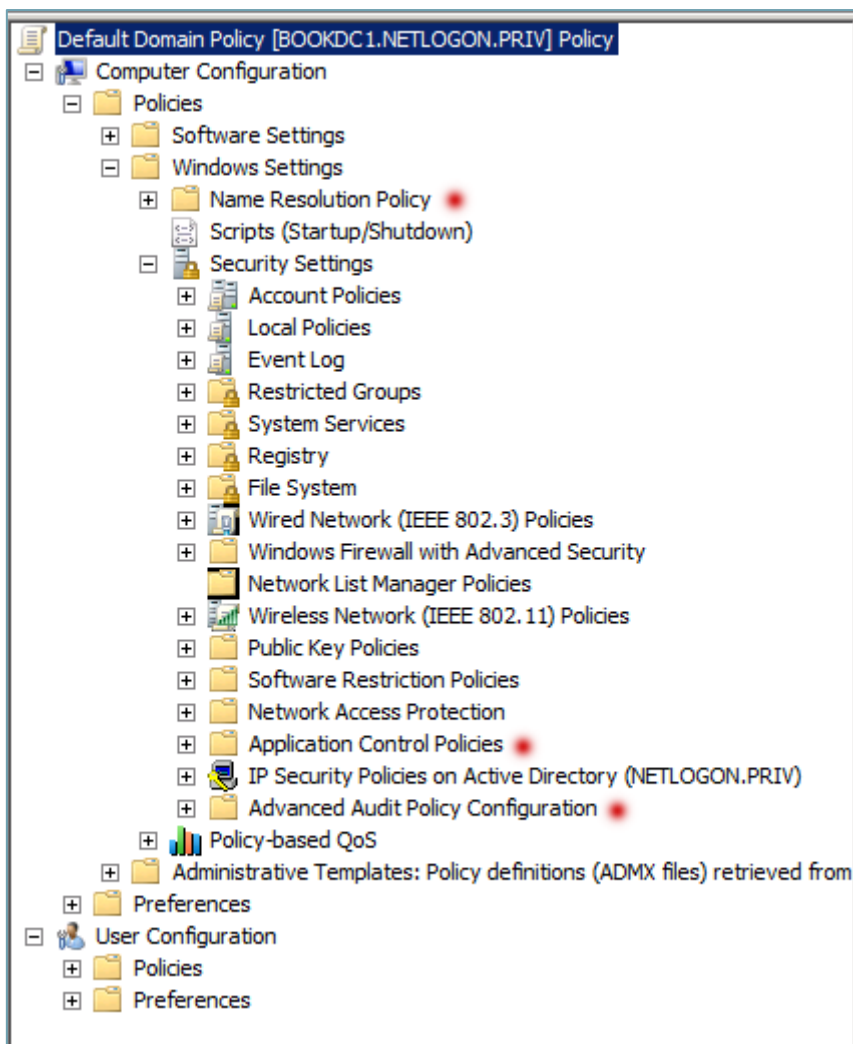 Default Domain Policy [BOOKDC1.NETLOGON.PRIV] Policy
Computer Configuration
Policies
Software Settings
Windows Settings
Name Resolution Policy
Scripts (Startup/Shutdown)
Security Settings
Account Policies
Local Policies
Event Log
Restricted Groups
System Services
Registry
File System
Wired Network (IEEE 802.3) Policies
Windows Firewall with Advanced Security
Network List Manager Policies
Wireless Network (IEEE 802.11) Policies
Public Key Policies
Software Restriction Policies
Network Access Protection
Application Control Policies
IP Security Policies on Active Directory (NETLOGON.PRIV)
Advanced Audit Policy Configuration
Policy-based QoS
Administrative Templates: Policy definitions (ADMX files) retrieved from
Preferences
User Configuration
Policies
Preferences